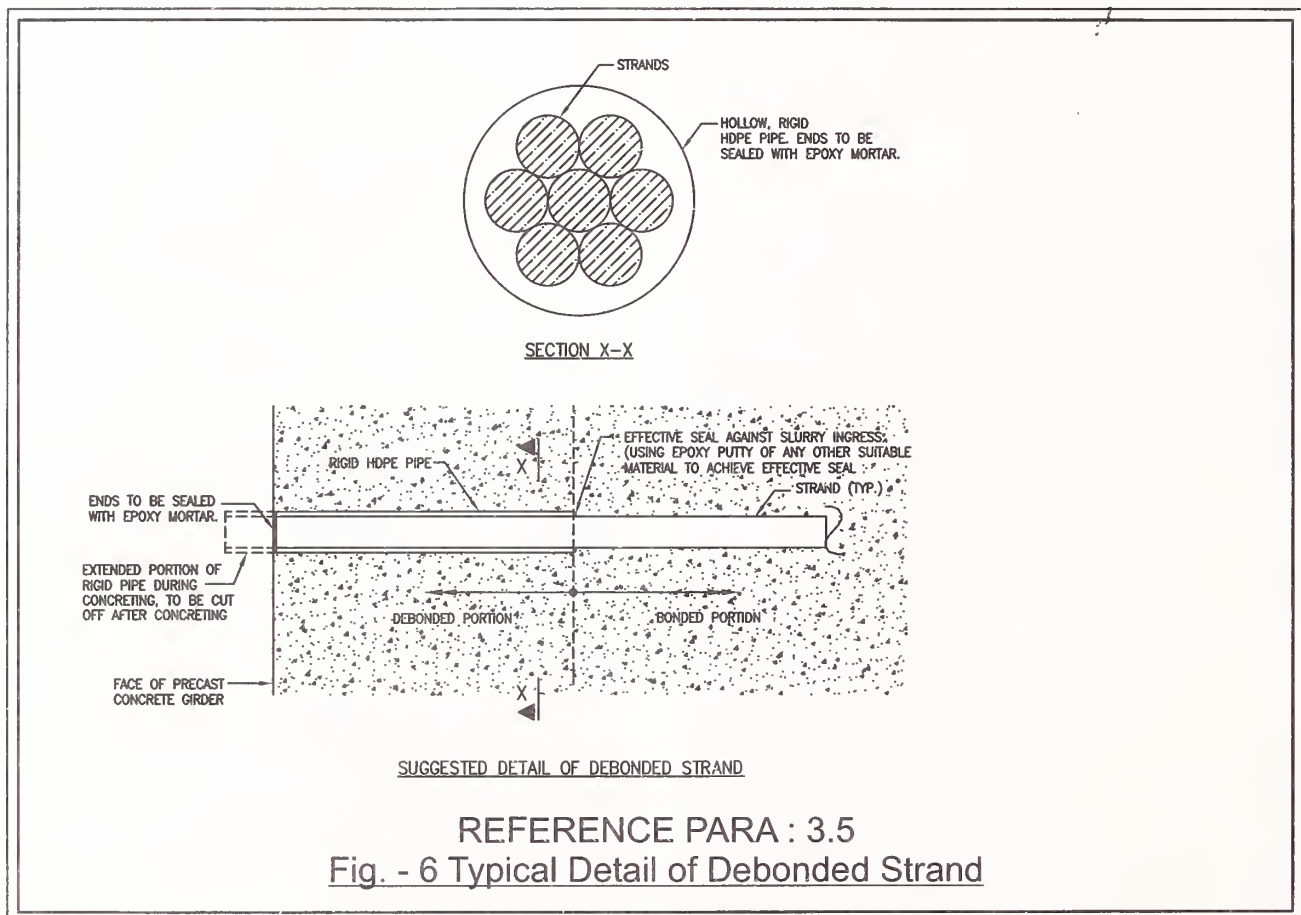 STRANDS
HOLLOW, RIGID
HDPE PIPE. ENDS TO BE
SEALED WITH EPOXY MORTAR.
SECTION X-X
EFFECTIVE SEAL AGAINST SLURRY INGRESS.
(USING EPOXY PUTTY OF ANY OTHER SUITABLE
MATERIAL TO ACHIEVE EFFECTIVE SEAL
X
RIGID HDPE PIPE
STRAND (TYP.)
ENDS TO BE SEALED
WITH EPOXY MORTAR.
EXTENDED PORTION OF
RIGID PIPE DURING
CONCRETING, TO BE CUT
OFF AFTER CONCRETING
DEBONDED PORTION
BONDED PORTION
FACE OF PRECAST
CONCRETE GIRDER
X
SUGGESTED DETAIL OF DEBONDED STRAND
REFERENCE PARA : 3.5
Fig. - 6 Typical Detail of Debonded Strand